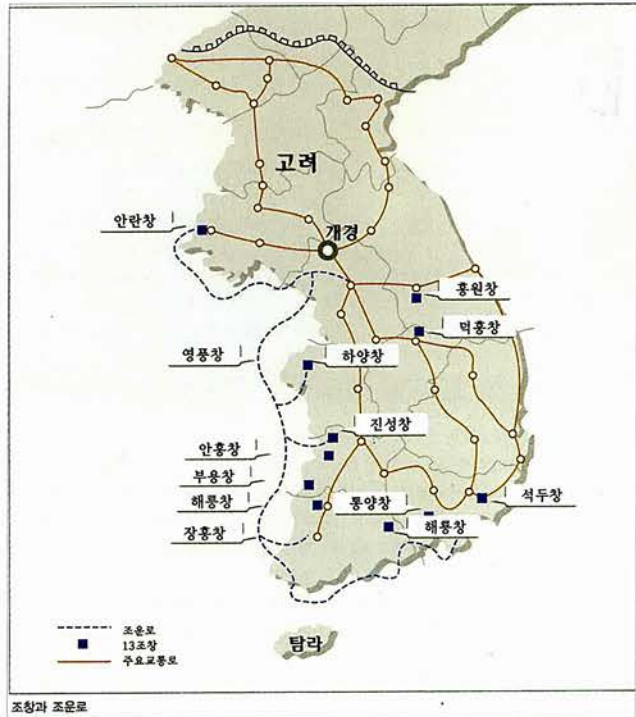 고려
안란창
개경
흥원창
덕흥창
영풍창
하양창
진성창
안흥창
부용창
해릉창
장흥창
통양창
해릉창
석두창
탐라
조운로
13조창
주요교통로
조창과 조운로